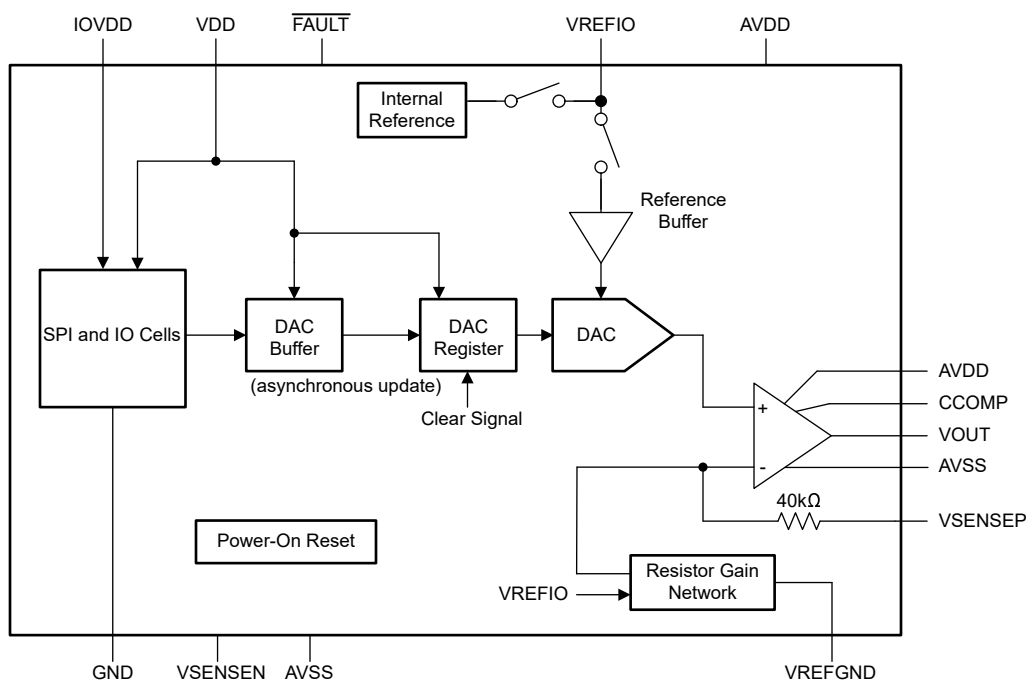 IOVDD
VDD
FAULT
VREFIO
AVDD
Internal
Reference
Reference
Buffer
SPI and IO Cells
DAC
Buffer
(asynchronous update)
DAC
Register
Clear Signal
DAC
+
-
AVDD
CCOMP
VOUT
AVSS
40kΩ
VSENSEP
Power-On Reset
VREFIO
Resistor Gain
Network
GND
VSENSEN
AVSS
VREFGND